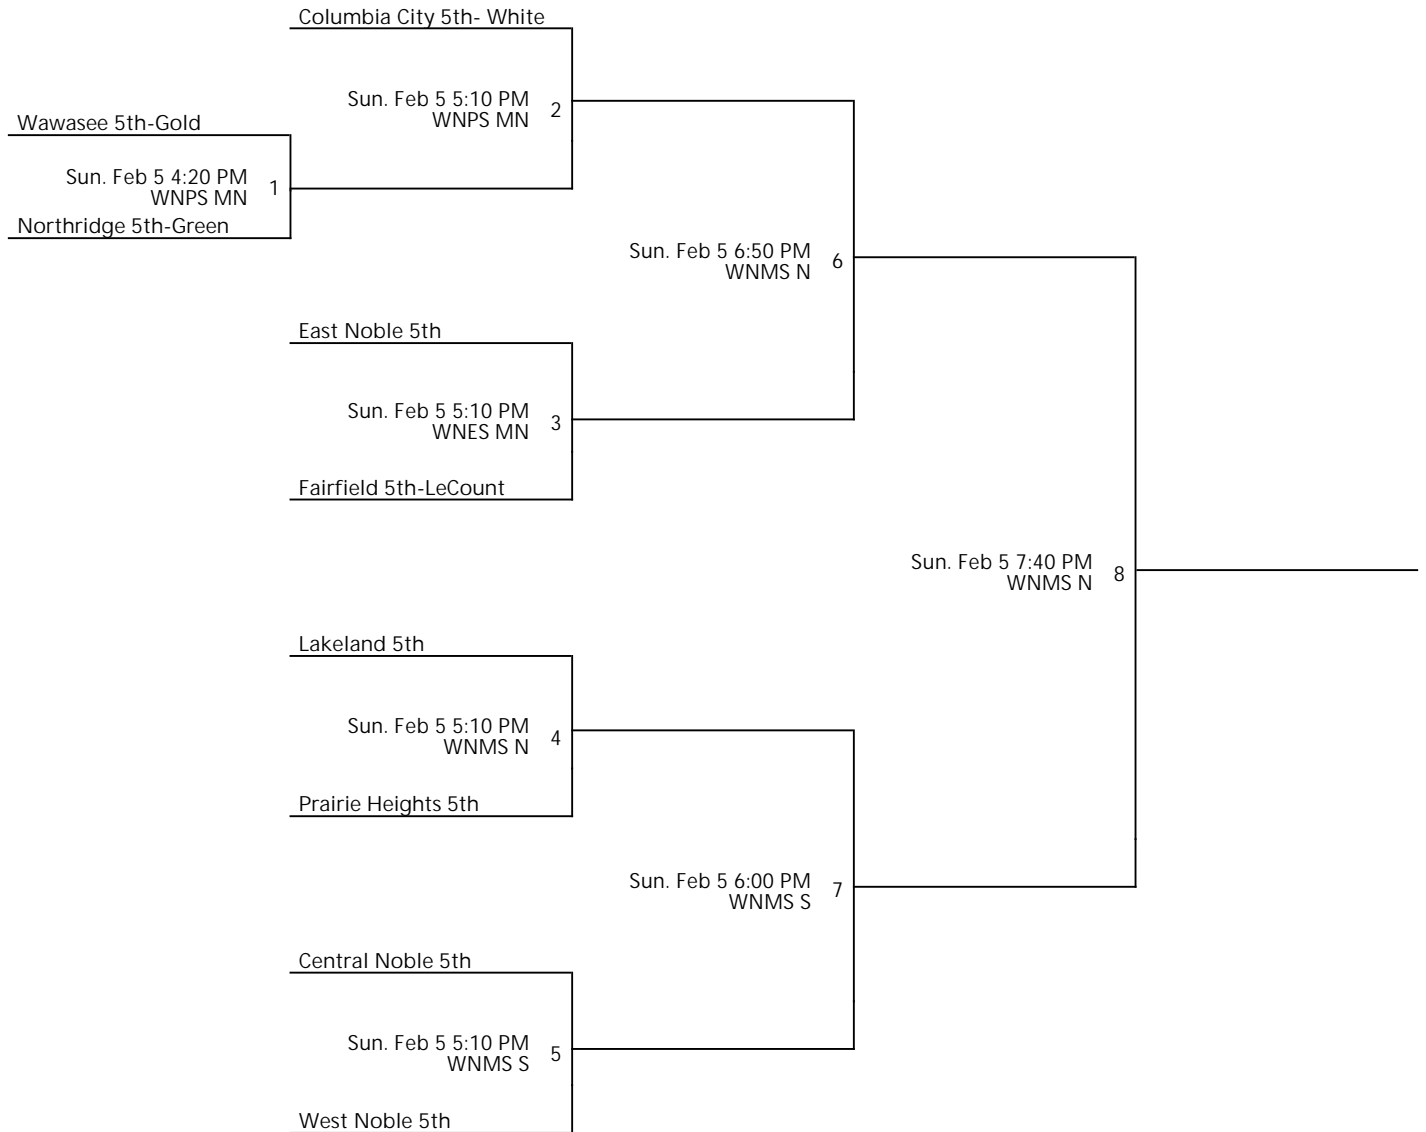 Columbia City 5th- White
Sun. Feb 5 5:10 PM
WNPS MN
2
Wawasee 5th-Gold
Sun. Feb 5 4:20 PM
WNPS MN
1
Northridge 5th-Green
Sun. Feb 5 6:50 PM
WNMS N
6
East Noble 5th
Sun. Feb 5 5:10 PM
WNES MN
3
Fairfield 5th-LeCount
Sun. Feb 5 7:40 PM
WNMS N
8
Lakeland 5th
Sun. Feb 5 5:10 PM
WNMS N
4
Prairie Heights 5th
Sun. Feb 5 6:00 PM
WNMS S
7
Central Noble 5th
Sun. Feb 5 5:10 PM
WNMS S
5
West Noble 5th